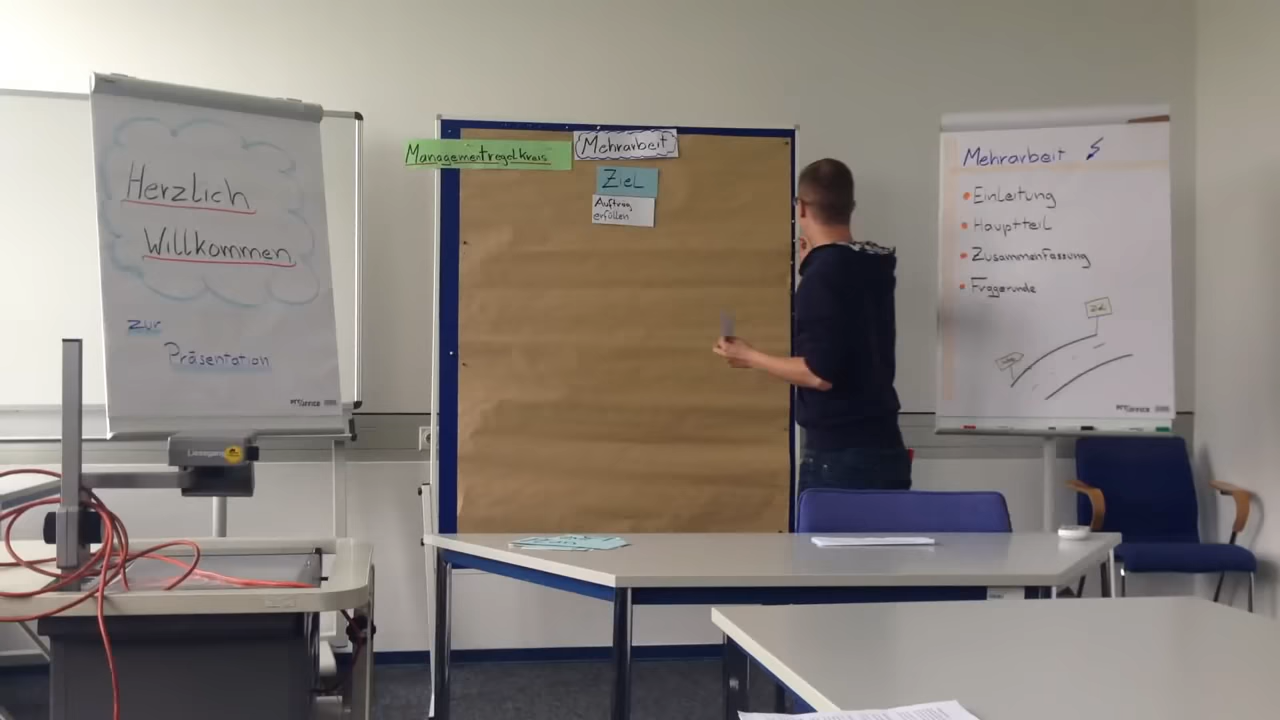 Herzlich
Willkommen
zur
Präsentation
Managementregelkreis
Mehrarbeit
Ziel
Auftrag
erfüllen
Mehrarbeit
Einleitung
Hauptteil
Zusammenfassung
Fragerunde
Ziel